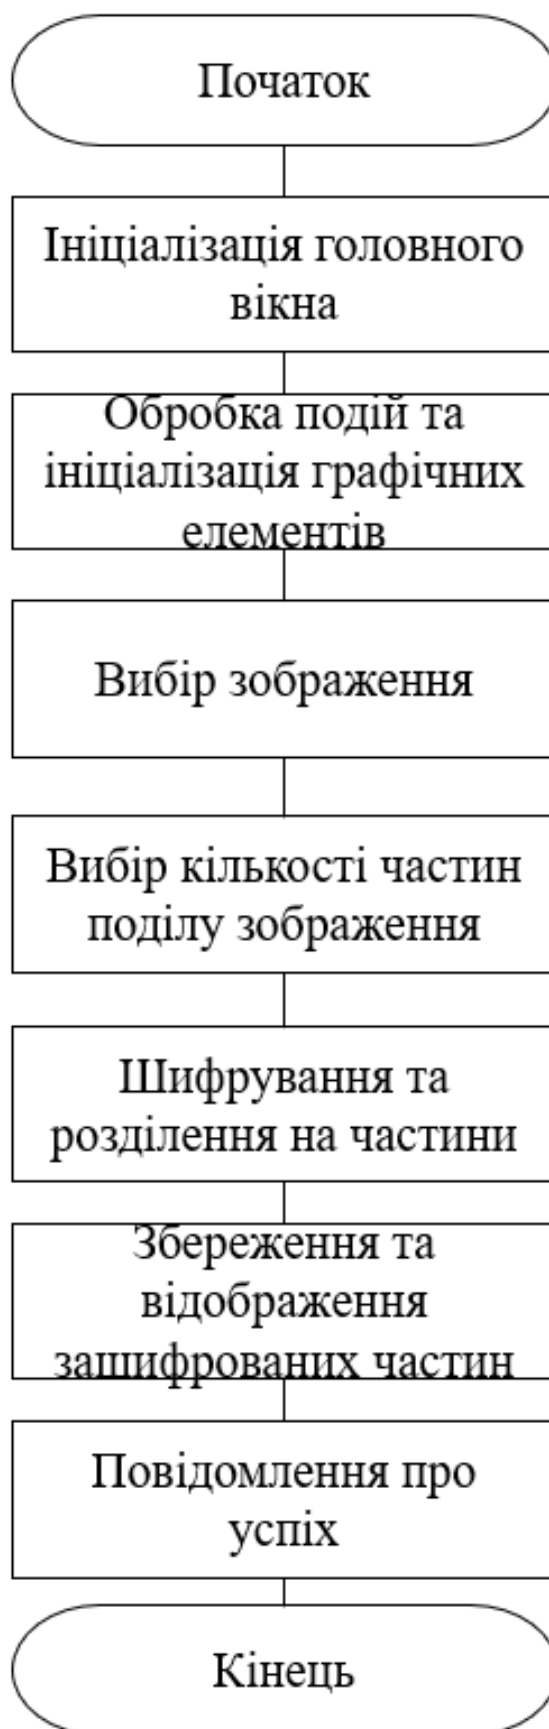 Початок
Ініціалізація головного
вікна
Обробка подій та
ініціалізація графічних
елементів
Вибір зображення
Вибір кількості частин
поділу зображення
Шифрування та
розділення на частини
Збереження та
відображення
зашифрованих частин
Повідомлення про
успіх
Кінець